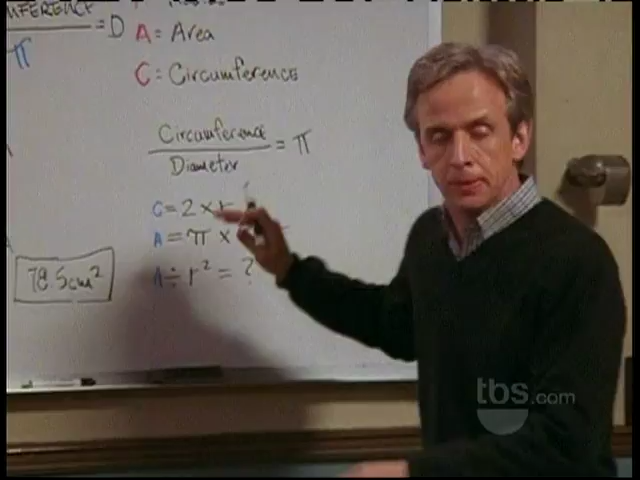 = D
π
A = Area
C = Circumference
Circumference
Diameter
= π
C = 2 × r
A = π ×
A ÷ r² = ?
78.5cm²
tbs.com